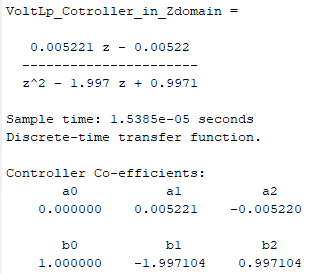 VoltLp_Cotroller_in_Zdomain =
0.005221 z - 0.00522
----------------------
z^2 - 1.997 z + 0.9971
Sample time: 1.5385e-05 seconds
Discrete-time transfer function.
Controller Co-efficients:
a0 a1 a2
0.000000 0.005221 -0.005220
b0 b1 b2
1.000000 -1.997104 0.997104